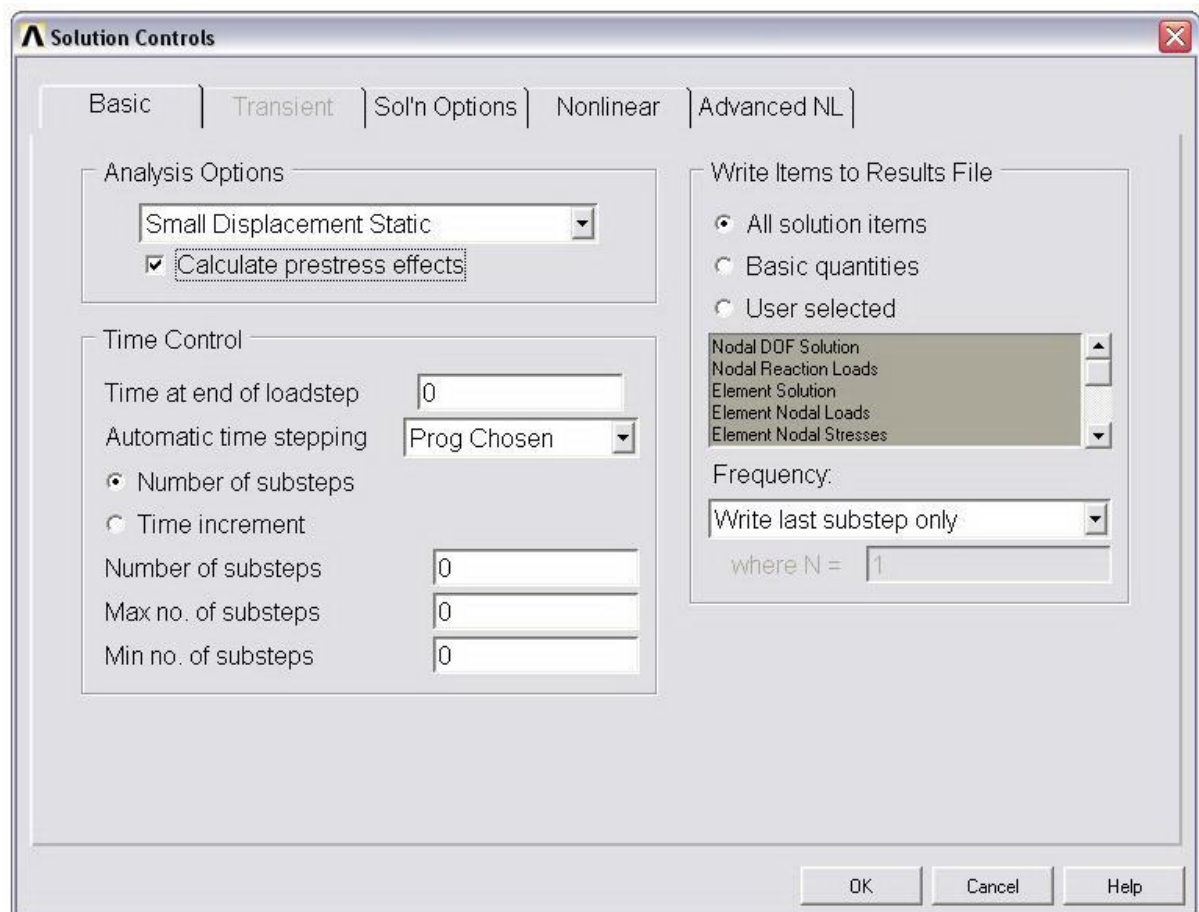 Solution Controls
Basic
Transient
Sol'n Options
Nonlinear
Advanced NL
Analysis Options
Small Displacement Static
Calculate prestress effects
Time Control
Time at end of loadstep 0
Automatic time stepping Prog Chosen
Number of substeps
Time increment
Number of substeps 0
Max no. of substeps 0
Min no. of substeps 0
Write Items to Results File
All solution items
Basic quantities
User selected
Nodal DOF Solution
Nodal Reaction Loads
Element Solution
Element Nodal Loads
Element Nodal Stresses
Frequency:
Write last substep only
where N = 1
OK
Cancel
Help